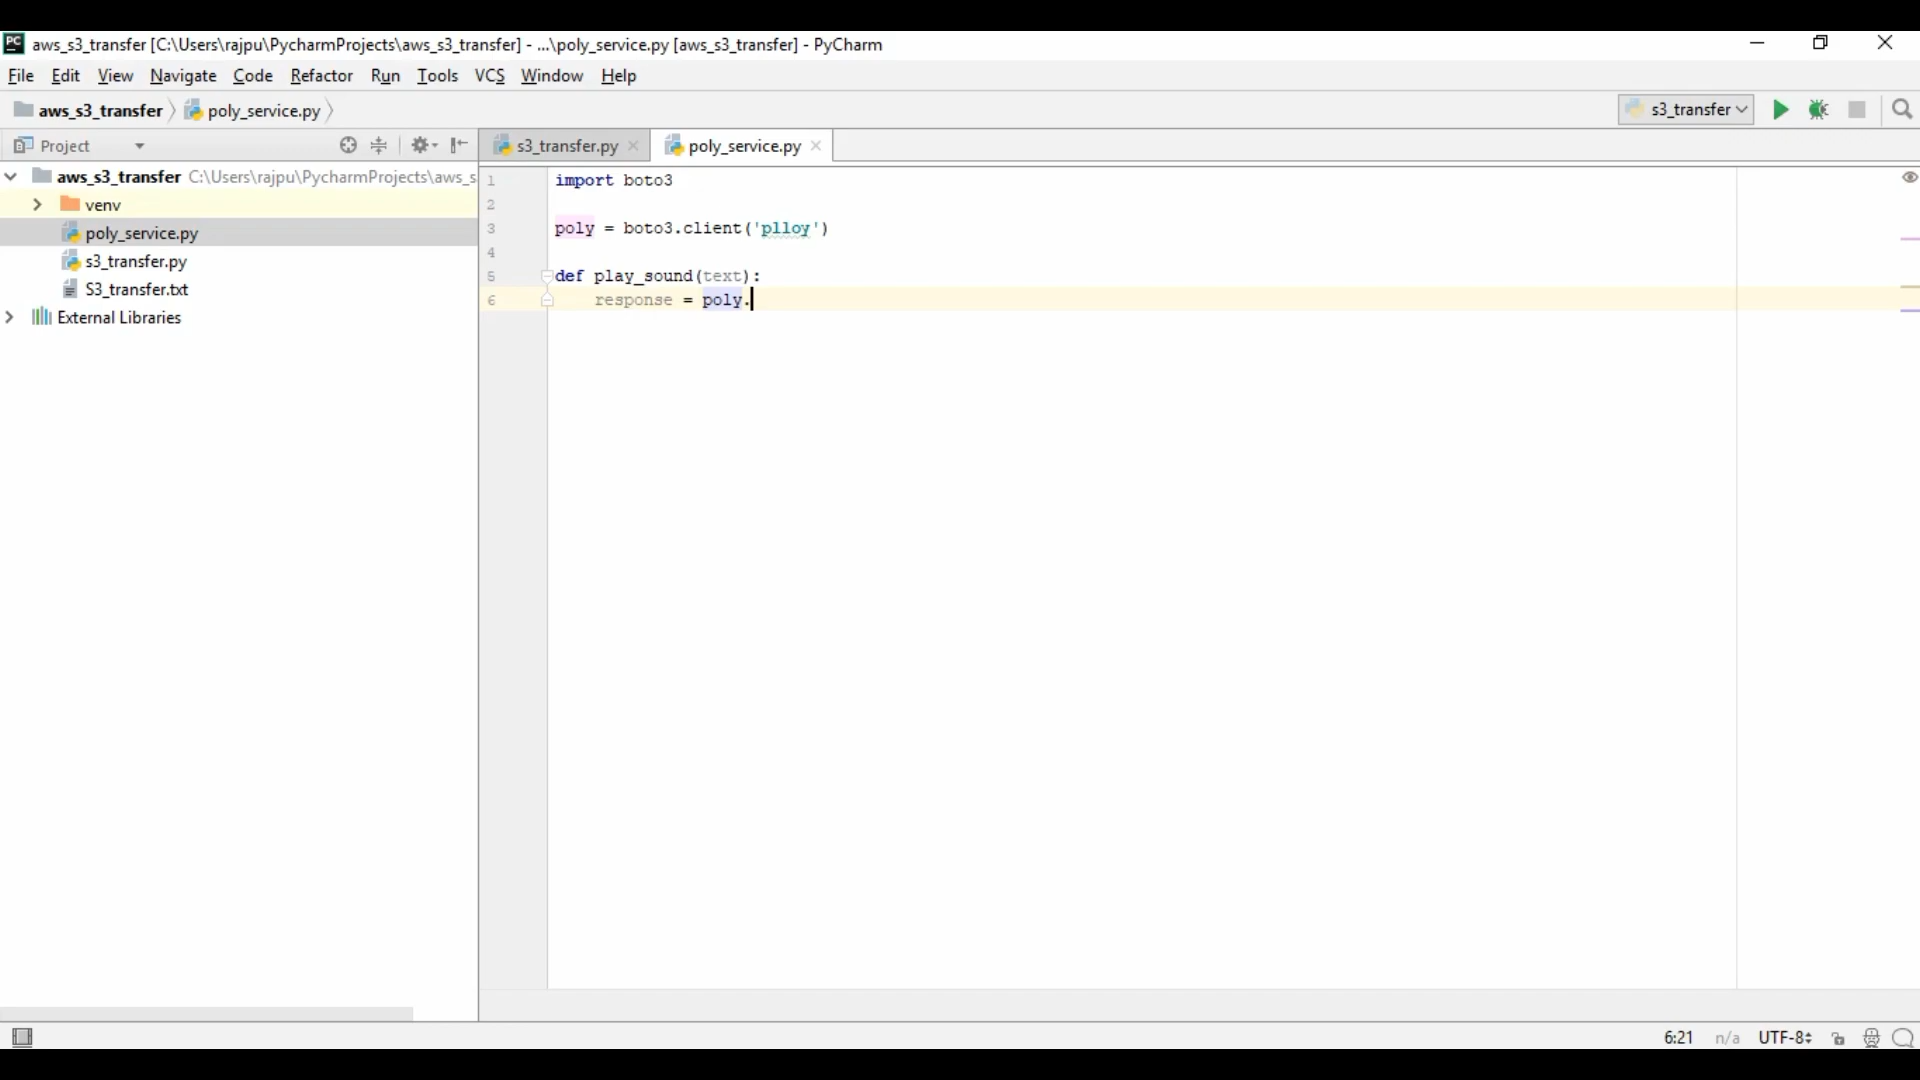 PC aws_s3_transfer [C:\Users\rajpu\PycharmProjects\aws_s3_transfer] - ...\poly_service.py [aws_s3_transfer] - PyCharm
File Edit View Navigate Code Refactor Run Tools VCS Window Help
aws_s3_transfer poly_service.py s3_transfer
Project s3_transfer.py poly_service.py
aws_s3_transfer C:\Users\rajpu\PycharmProjects\aws_s
venv
poly_service.py
s3_transfer.py
S3_transfer.txt
External Libraries
1 import boto3
2
3 poly = boto3.client('plloy')
4
5 def play_sound(text):
6 response = poly.
6:21 n/a UTF-8